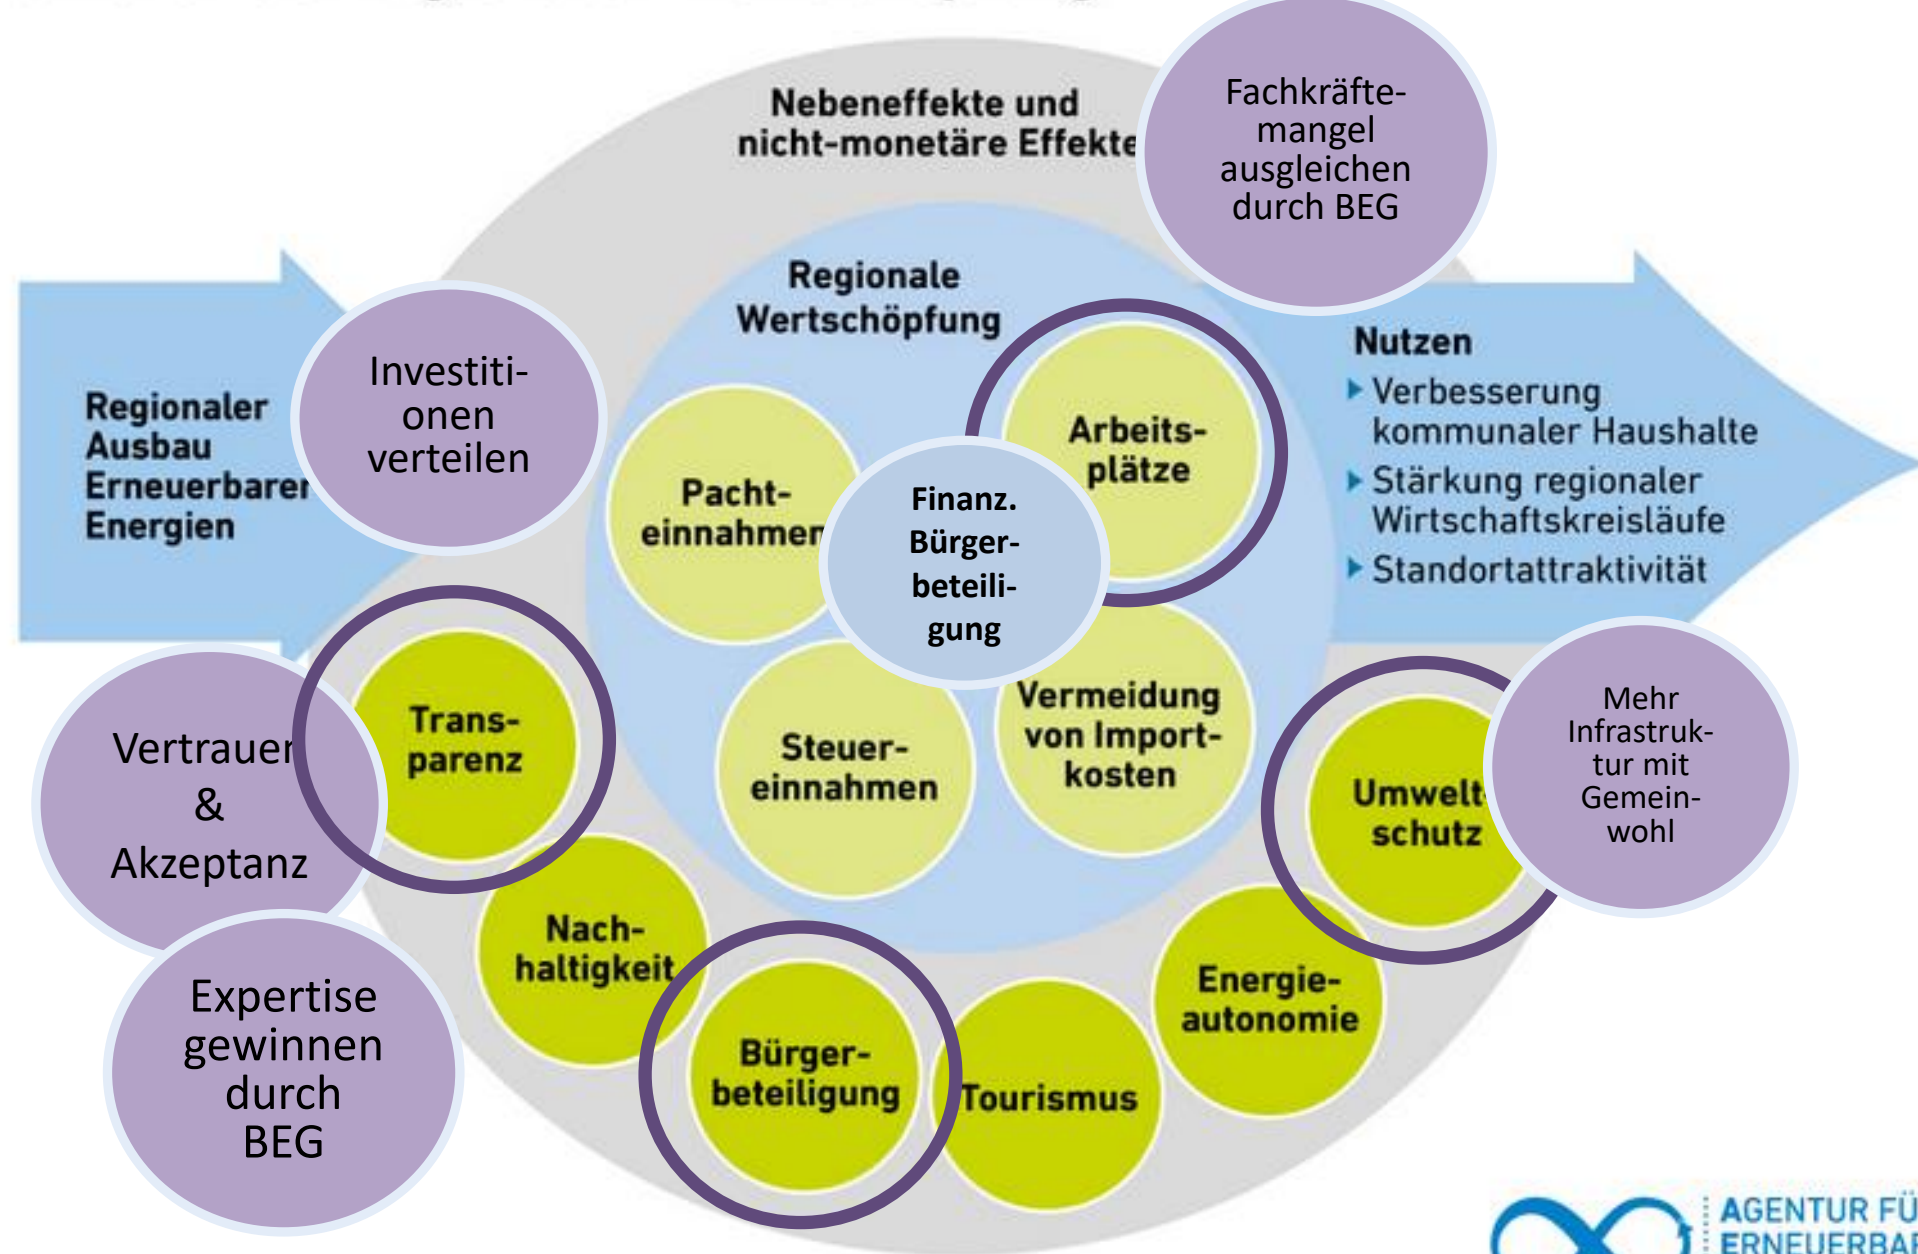 Nebeneffekte und
nicht-monetäre Effekte
Fachkräfte-
mangel
ausgleichen
durch BEG
Regionale
Wertschöpfung
Regionaler
Ausbau
Erneuerbarer
Energien
Investiti-
onen
verteilen
Arbeits-
plätze
Pacht-
einnahmen
Finanz.
Bürger-
beteili-
gung
Nutzen
Verbesserung
kommunaler Haushalte
Stärkung regionaler
Wirtschaftskreisläufe
Standortattraktivität
Vertrauen
&
Akzeptanz
Trans-
parenz
Steuer-
einnahmen
Vermeidung
von Import-
kosten
Umwelt-
schutz
Mehr
Infrastruk-
tur mit
Gemein-
wohl
Nach-
haltigkeit
Expertise
gewinnen
durch
BEG
Bürger-
beteiligung
Tourismus
Energie-
autonomie
AGENTUR FÜ
ERNEUERBAR